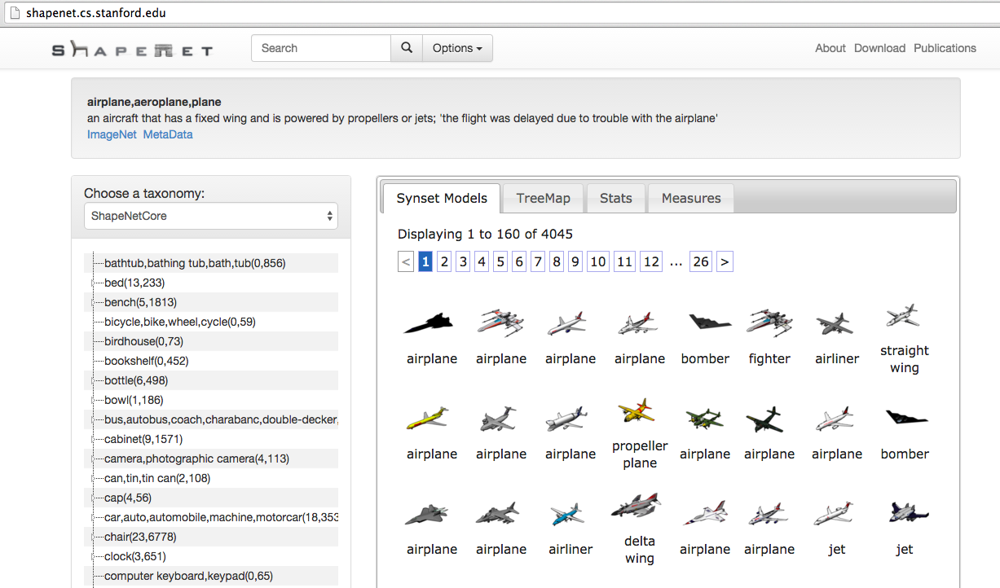 shapenet.cs.stanford.edu
SHAPENET
Search
Options
About Download Publications
airplane,aeroplane,plane
an aircraft that has a fixed wing and is powered by propellers or jets; 'the flight was delayed due to trouble with the airplane'
ImageNet MetaData
Choose a taxonomy:
ShapeNetCore
bathtub,bathing tub,bath,tub(0,856)
bed(13,233)
bench(5,1813)
bicycle,bike,wheel,cycle(0,59)
birdhouse(0,73)
bookshelf(0,452)
bottle(6,498)
bowl(1,186)
bus,autobus,coach,charabanc,double-decker,
cabinet(9,1571)
camera,photographic camera(4,113)
can,tin,tin can(2,108)
cap(4,56)
car,auto,automobile,machine,motorcar(18,353
chair(23,6778)
clock(3,651)
computer keyboard,keypad(0,65)
Synset Models TreeMap Stats Measures
Displaying 1 to 160 of 4045
< 1 2 3 4 5 6 7 8 9 10 11 12 ... 26 >
airplane airplane airplane airplane bomber fighter airliner straight wing
airplane airplane airplane propeller plane airplane airplane airplane bomber
airplane airplane airliner delta wing airplane airplane jet jet